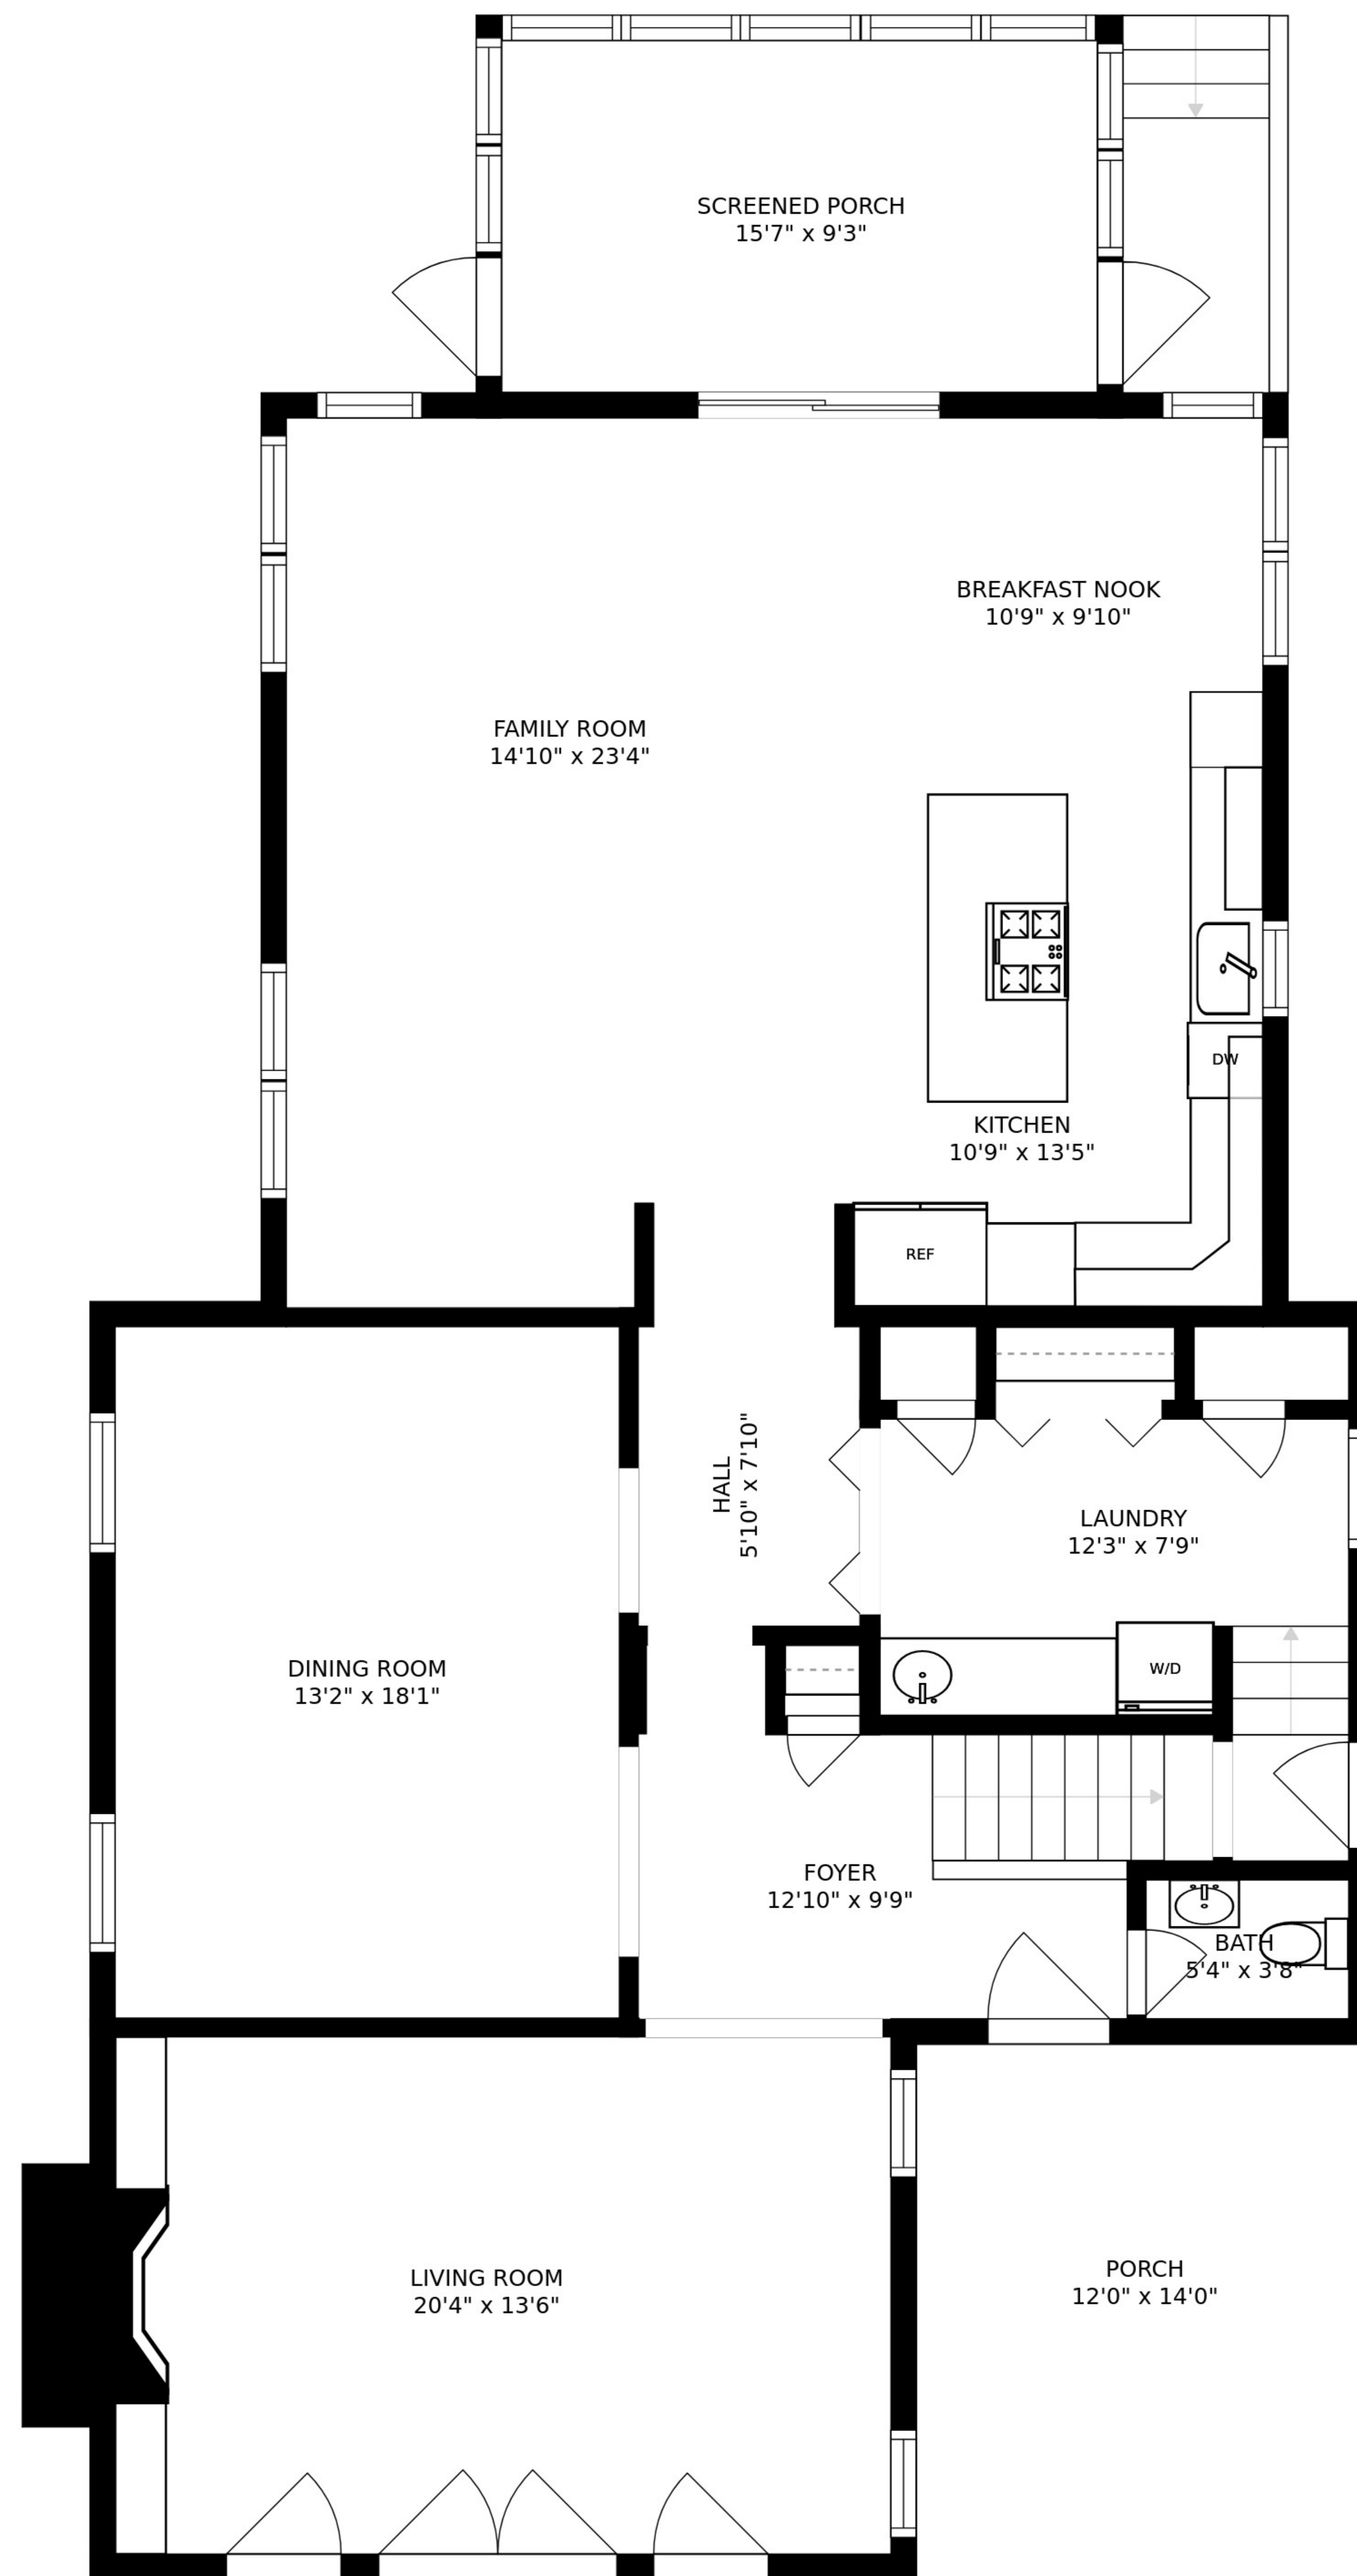 SCREENED PORCH
15'7" x 9'3"
BREAKFAST NOOK
10'9" x 9'10"
FAMILY ROOM
14'10" x 23'4"
DW
KITCHEN
10'9" x 13'5"
REF
HALL
5'10" x 7'10"
LAUNDRY
12'3" x 7'9"
W/D
DINING ROOM
13'2" x 18'1"
FOYER
12'10" x 9'9"
BATH
5'4" x 3'8"
LIVING ROOM
20'4" x 13'6"
PORCH
12'0" x 14'0"